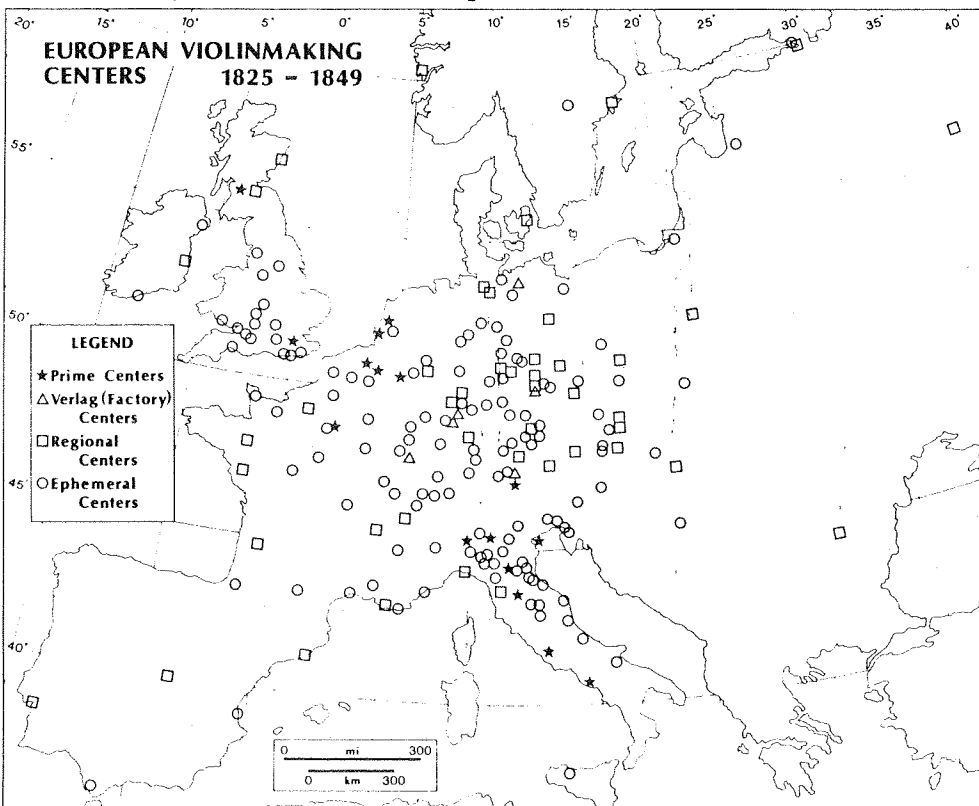 20° 15° 10° 5° 0° 5° 10° 15° 20° 25° 30° 40°
EUROPEAN VIOLINMAKING
CENTERS 1825 – 1849
55°
50°
45°
40°
LEGEND
★ Prime Centers
△ Verlag (Factory)
Centers
□ Regional
Centers
○ Ephemeral
Centers
0 mi 300
0 km 300